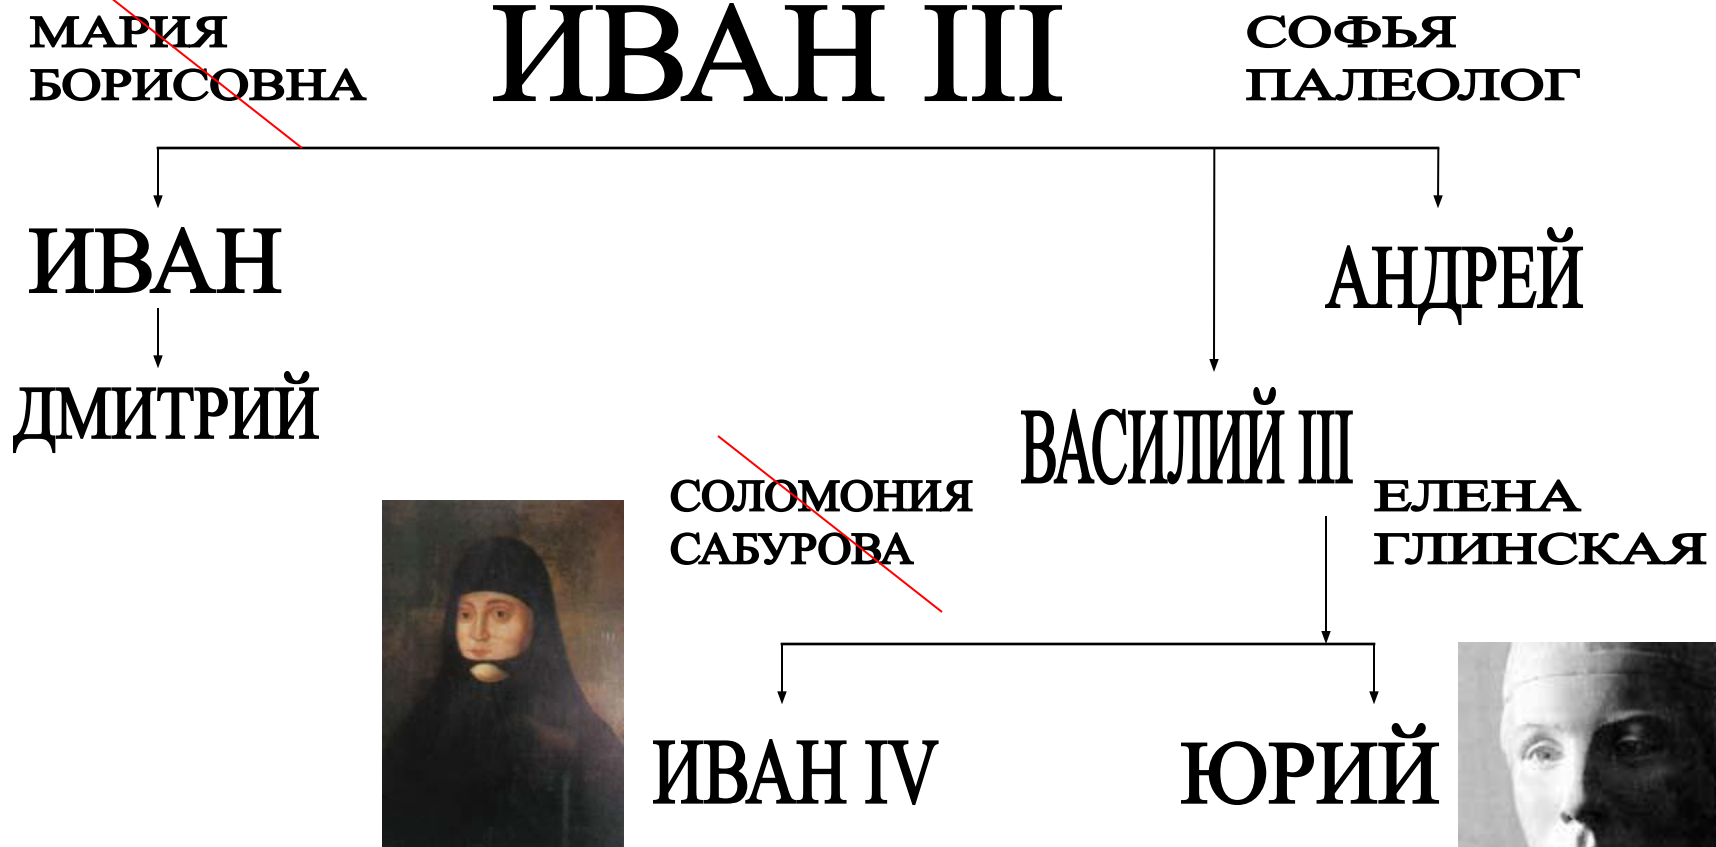 МАРИЯ
БОРИСОВНА
ИВАН III
СОФЬЯ
ПАЛЕОЛОГ
ИВАН
АНДРЕЙ
ДМИТРИЙ
ВАСИЛИЙ III
СОЛОМОНИЯ
САБУРОВА
ЕЛЕНА
ГЛИНСКАЯ
ИВАН IV
ЮРИЙ